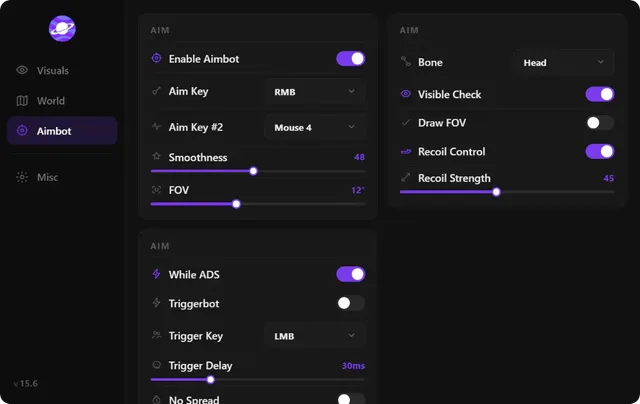 Visuals
World
Aimbot
Misc
v 15.6
AIM
Enable Aimbot
Aim Key RMB
Aim Key #2 Mouse 4
Smoothness 48
FOV 12°
AIM
Bone Head
Visible Check
Draw FOV
Recoil Control
Recoil Strength 45
AIM
While ADS
Triggerbot
Trigger Key LMB
Trigger Delay 30ms
No Spread